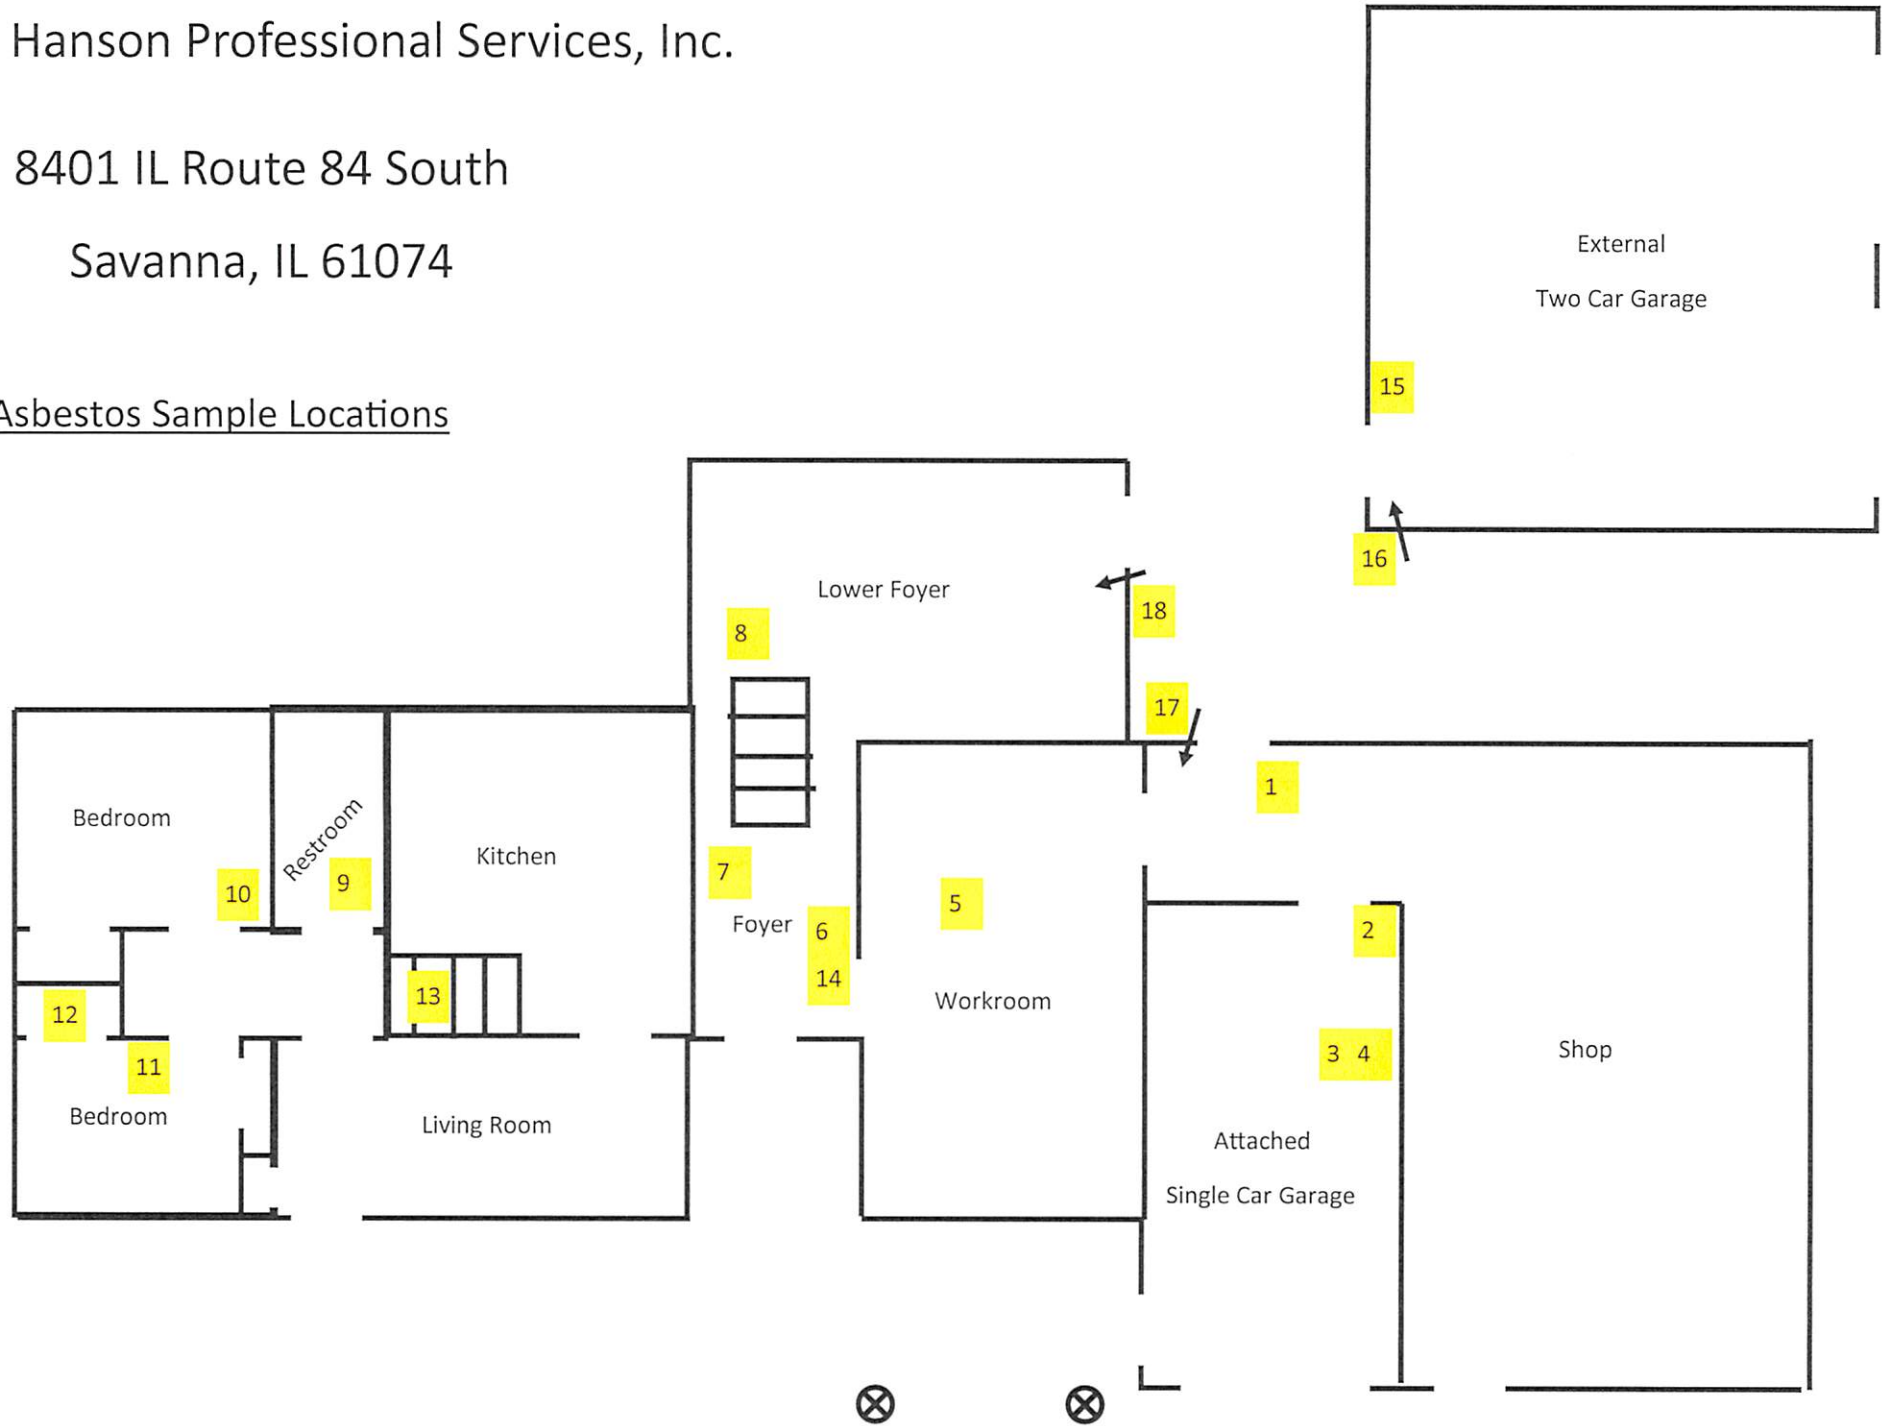 Hanson Professional Services, Inc.
8401 IL Route 84 South
Savanna, IL 61074
Asbestos Sample Locations
External
Two Car Garage
15
16
Lower Foyer
18
8
17
1
Bedroom
Restroom
Kitchen
7
9
10
5
Foyer
6
2
14
13
Workroom
12
3 4
Shop
11
Bedroom
Living Room
Attached
Single Car Garage